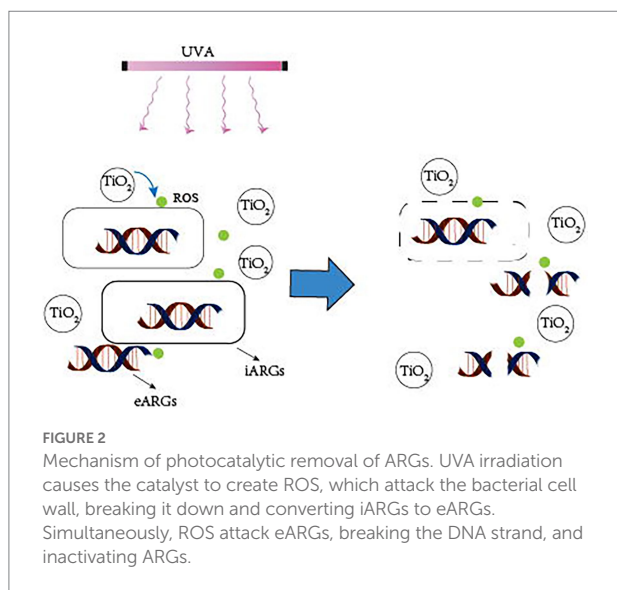 UVA
TiO₂
ROS
TiO₂
TiO₂
TiO₂
iARGs
eARGs
TiO₂
TiO₂
TiO₂
TiO₂
FIGURE 2
Mechanism of photocatalytic removal of ARGs. UVA irradiation
causes the catalyst to create ROS, which attack the bacterial cell
wall, breaking it down and converting iARGs to eARGs.
Simultaneously, ROS attack eARGs, breaking the DNA strand, and
inactivating ARGs.